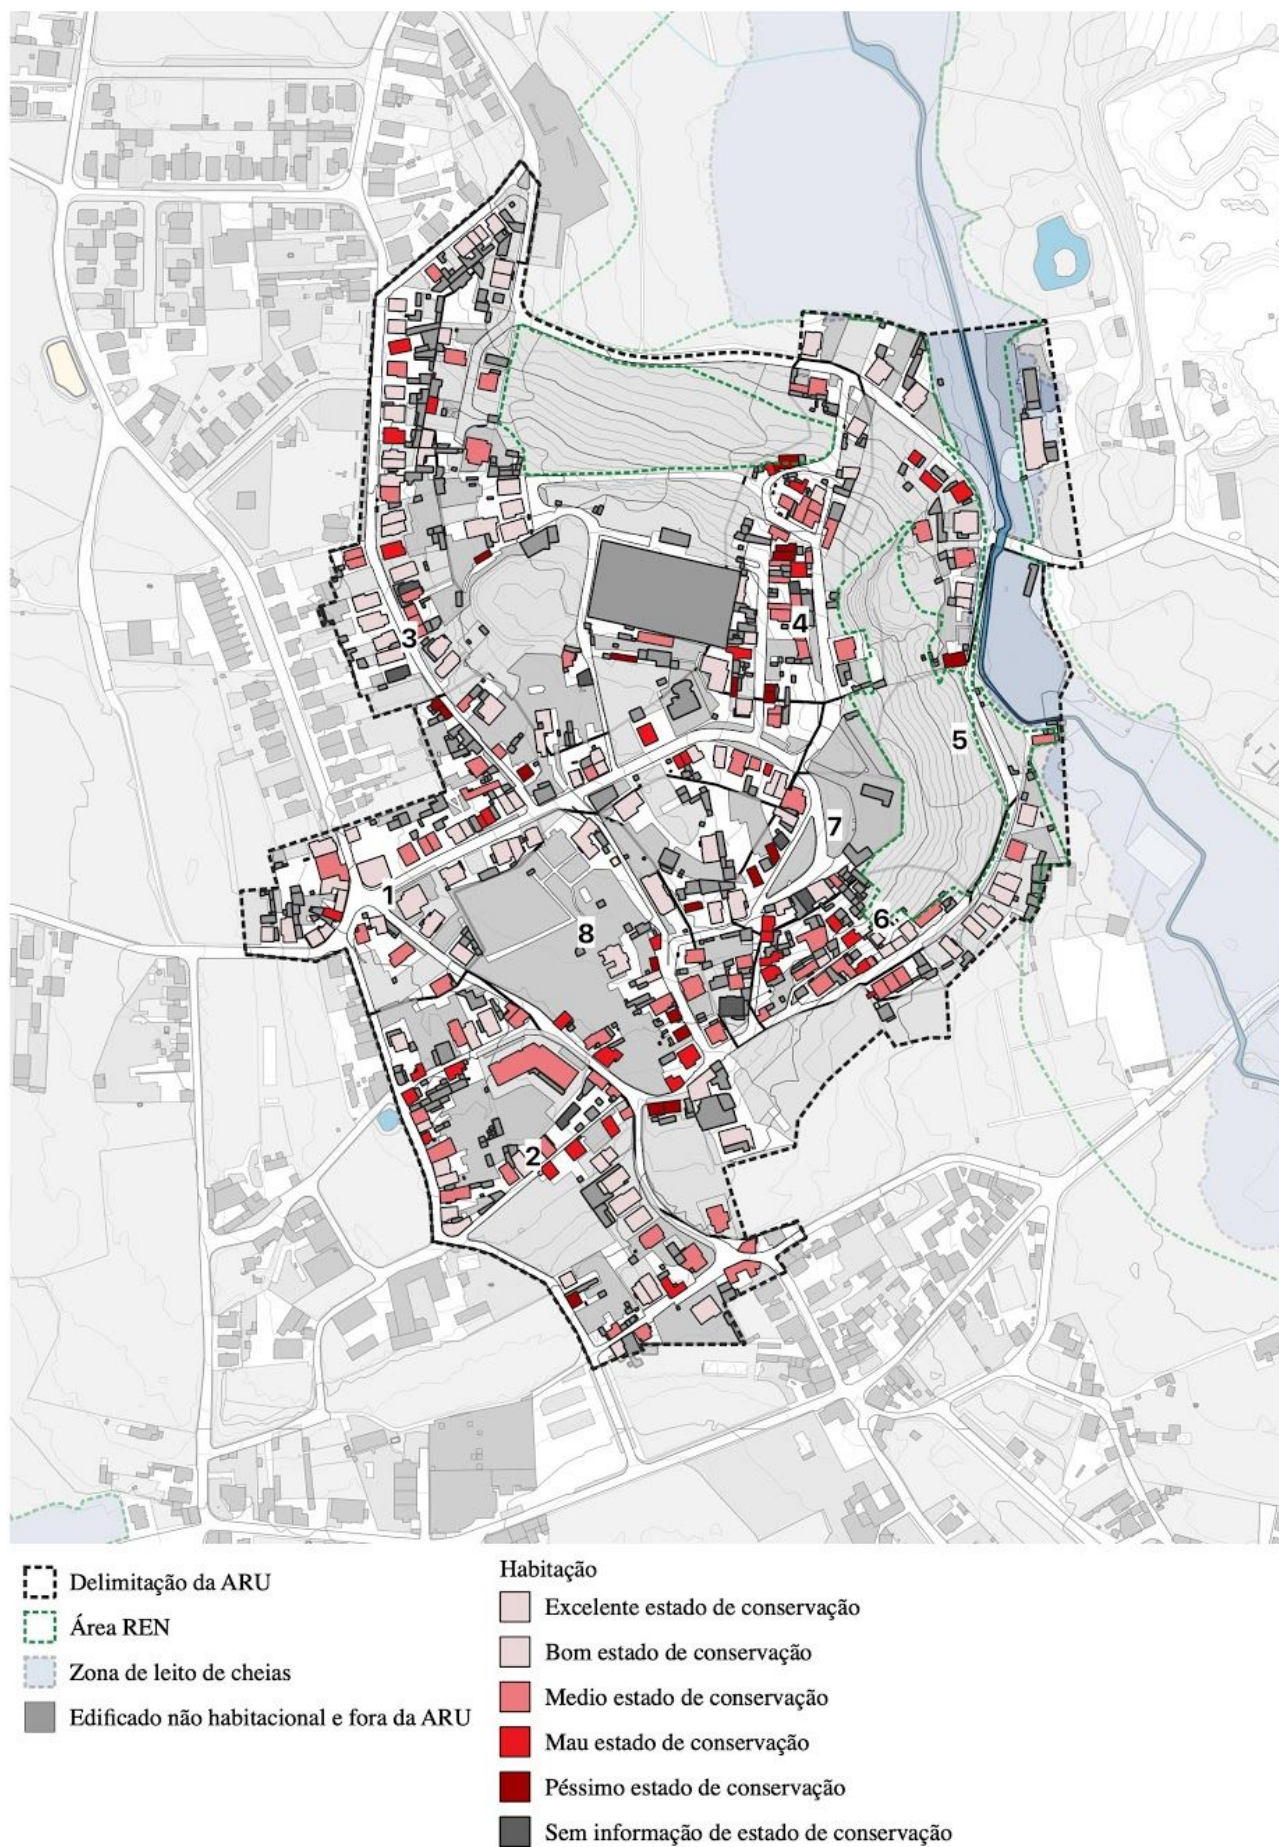 3
4
5
7
1
6
8
2
Delimitação da ARU
Área REN
Zona de leito de cheias
Edificado não habitacional e fora da ARU
Habitação
Excelente estado de conservação
Bom estado de conservação
Medio estado de conservação
Mau estado de conservação
Péssimo estado de conservação
Sem informação de estado de conservação